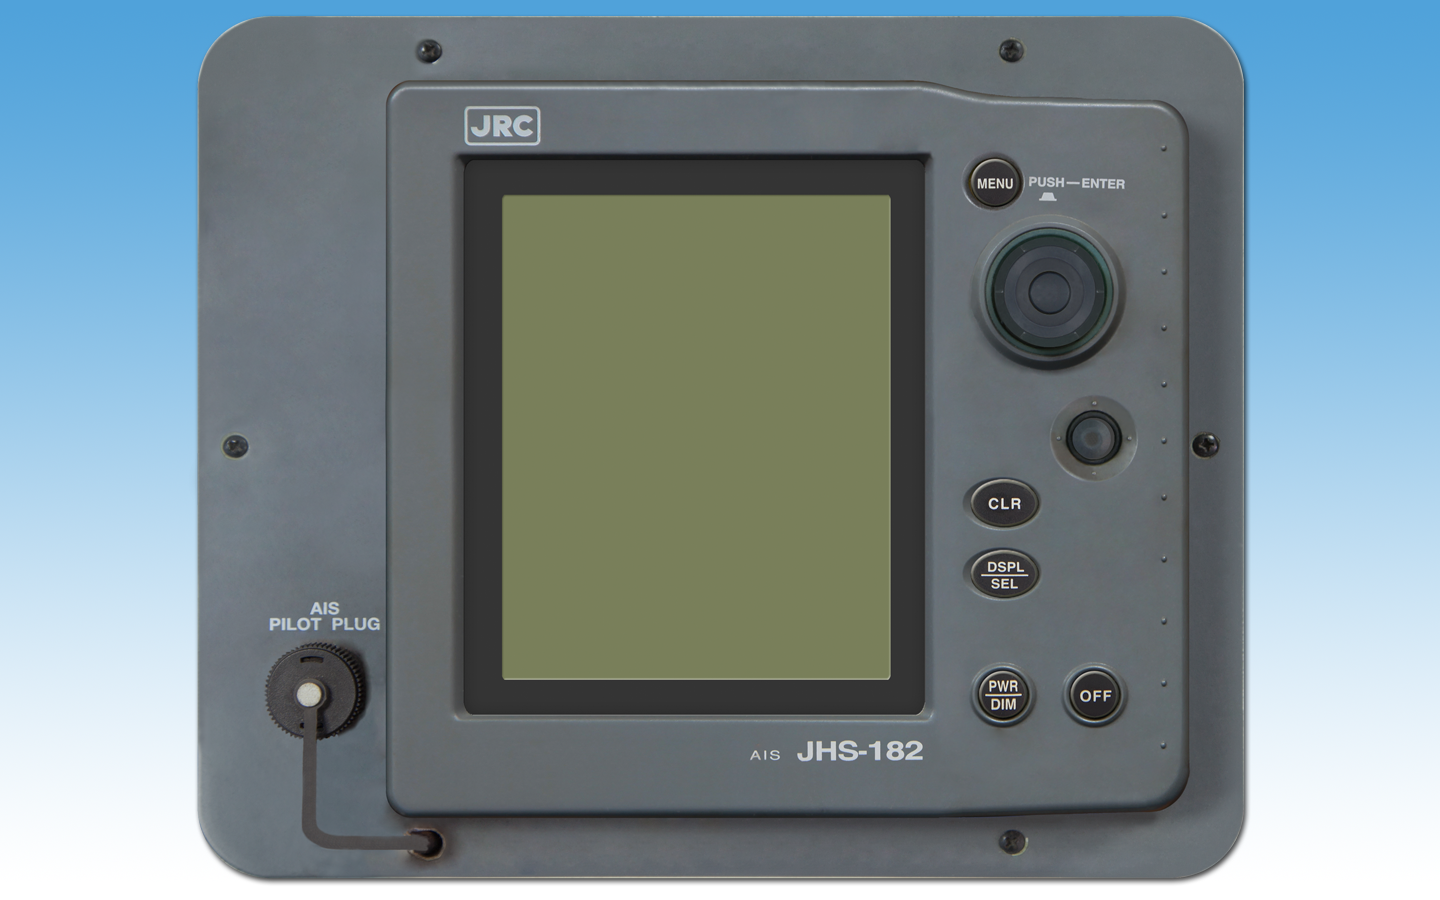 JRC
MENU
PUSH—ENTER
CLR
DSPL
SEL
AIS
PILOT PLUG
PWR
DIM
OFF
AIS JHS-182